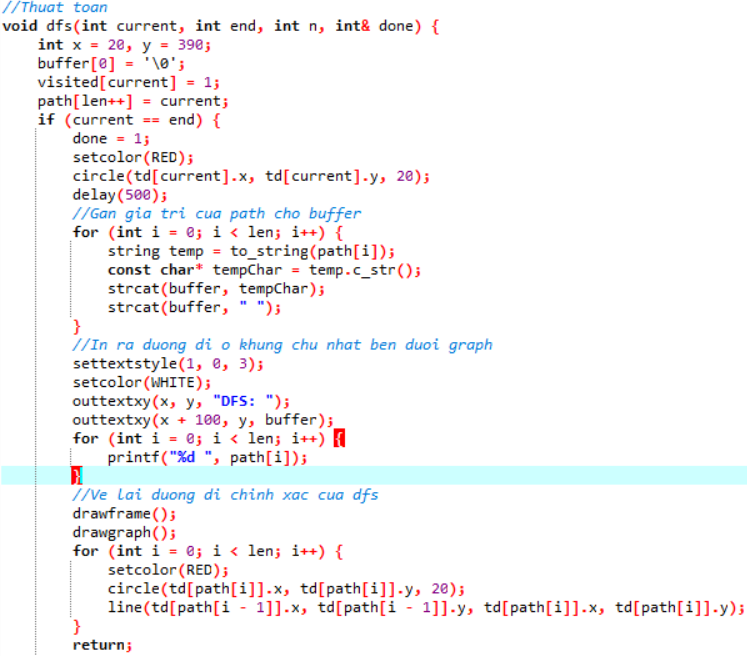 //Thuat toan
void dfs(int current, int end, int n, int& done) {
    int x = 20, y = 390;
    buffer[0] = '\0';
    visited[current] = 1;
    path[len++] = current;
    if (current == end) {
        done = 1;
        setcolor(RED);
        circle(td[current].x, td[current].y, 20);
        delay(500);
        //Gan gia tri cua path cho buffer
        for (int i = 0; i < len; i++) {
            string temp = to_string(path[i]);
            const char* tempChar = temp.c_str();
            strcat(buffer, tempChar);
            strcat(buffer, " ");
        }
        //In ra duong di o khung chu nhat ben duoi graph
        settextstyle(1, 0, 3);
        setcolor(WHITE);
        outtextxy(x, y, "DFS: ");
        outtextxy(x + 100, y, buffer);
        for (int i = 0; i < len; i++) {
            printf("%d ", path[i]);
        }
        //Ve lai duong di chinh xac cua dfs
        drawframe();
        drawgraph();
        for (int i = 0; i < len; i++) {
            setcolor(RED);
            circle(td[path[i]].x, td[path[i]].y, 20);
            line(td[path[i - 1]].x, td[path[i - 1]].y, td[path[i]].x, td[path[i]].y);
        }
        return;